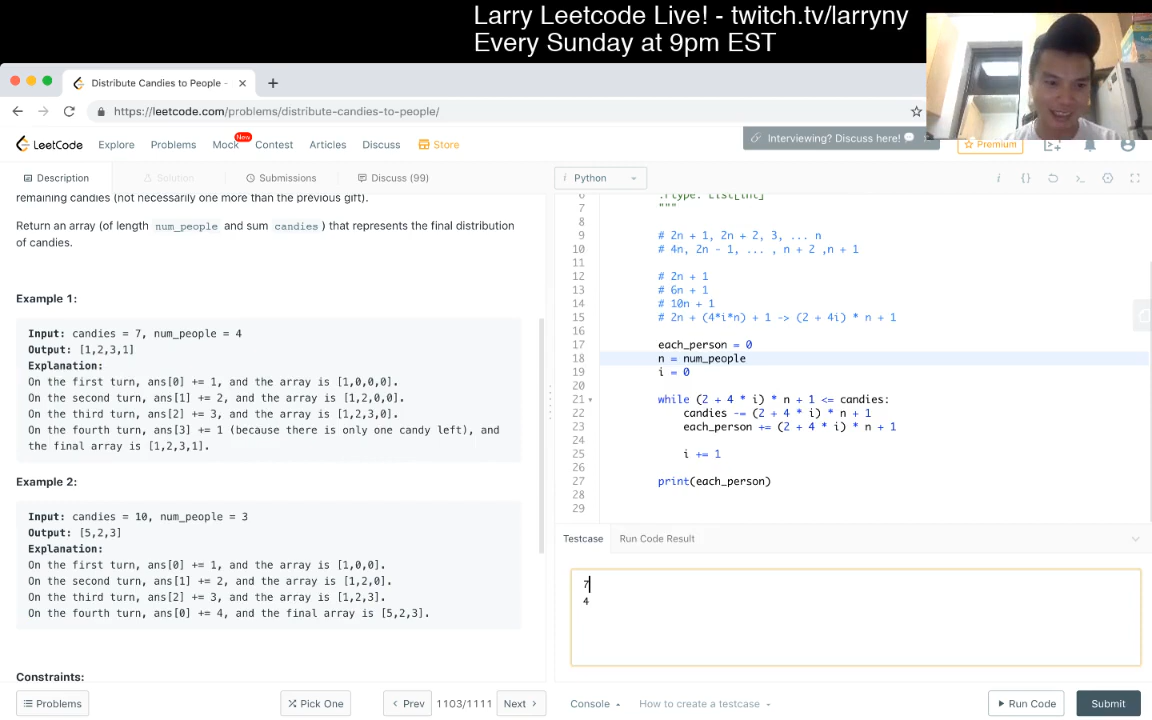 Larry Leetcode Live! - twitch.tv/larryny
Every Sunday at 9pm EST
Distribute Candies to People -
https://leetcode.com/problems/distribute-candies-to-people/
LeetCode Explore Problems Mock New Contest Articles Discuss Store
Interviewing? Discuss here!
Premium
Description Solution Submissions Discuss (99)
i Python
remaining candies (not necessarily one more than the previous gift).
Return an array (of length num_people and sum candies) that represents the final distribution
of candies.
Example 1:
Input: candies = 7, num_people = 4
Output: [1,2,3,1]
Explanation:
On the first turn, ans[0] += 1, and the array is [1,0,0,0].
On the second turn, ans[1] += 2, and the array is [1,2,0,0].
On the third turn, ans[2] += 3, and the array is [1,2,3,0].
On the fourth turn, ans[3] += 1 (because there is only one candy left), and
the final array is [1,2,3,1].
Example 2:
Input: candies = 10, num_people = 3
Output: [5,2,3]
Explanation:
On the first turn, ans[0] += 1, and the array is [1,0,0].
On the second turn, ans[1] += 2, and the array is [1,2,0].
On the third turn, ans[2] += 3, and the array is [1,2,3].
On the fourth turn, ans[0] += 4, and the final array is [5,2,3].
Constraints:
6 :rtype: List[int]
7 """
8
9 # 2n + 1, 2n + 2, 3, ... n
10 # 4n, 2n - 1, ... , n + 2 ,n + 1
11
12 # 2n + 1
13 # 6n + 1
14 # 10n + 1
15 # 2n + (4*i*n) + 1 -> (2 + 4i) * n + 1
16
17 each_person = 0
18 n = num_people
19 i = 0
20
21 while (2 + 4 * i) * n + 1 <= candies:
22 candies -= (2 + 4 * i) * n + 1
23 each_person += (2 + 4 * i) * n + 1
24
25 i += 1
26
27 print(each_person)
28
29
Testcase Run Code Result
7
4
Problems Pick One < Prev 1103/1111 Next > Console How to create a testcase Run Code Submit